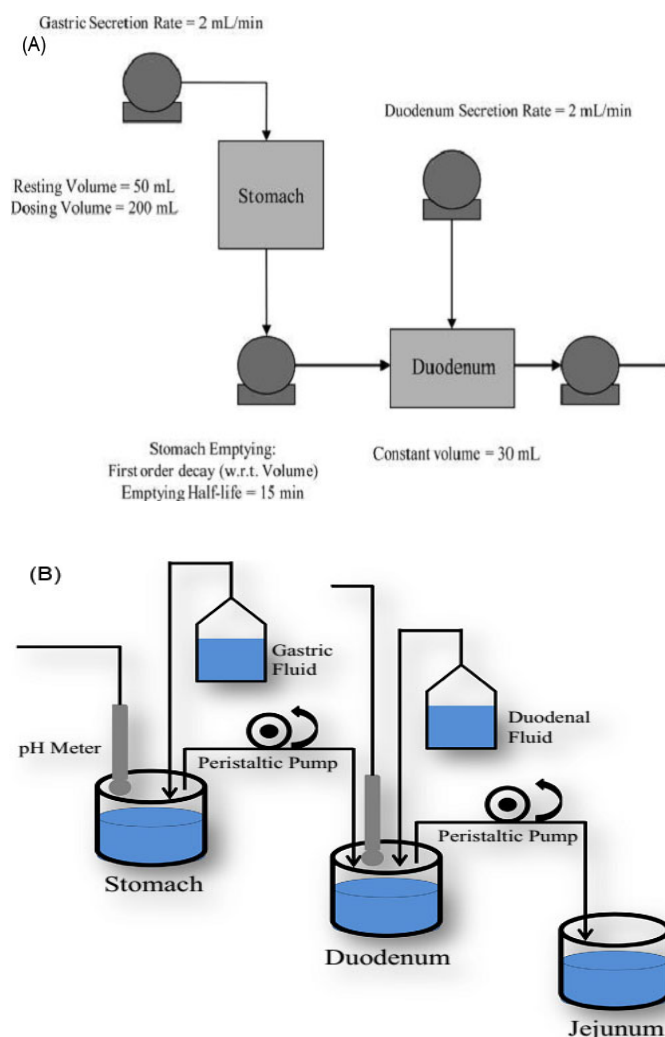 Gastric Secretion Rate = 2 mL/min
(A)
Duodenum Secretion Rate = 2 mL/min
Resting Volume = 50 mL
Dosing Volume = 200 mL
Stomach
Duodenum
Stomach Emptying:
First order decay (w.r.t. Volume)
Emptying Half-life = 15 min
Constant volume = 30 mL
(B)
Gastric
Fluid
Duodenal
Fluid
pH Meter
Peristaltic Pump
Peristaltic Pump
Stomach
Duodenum
Jejunum